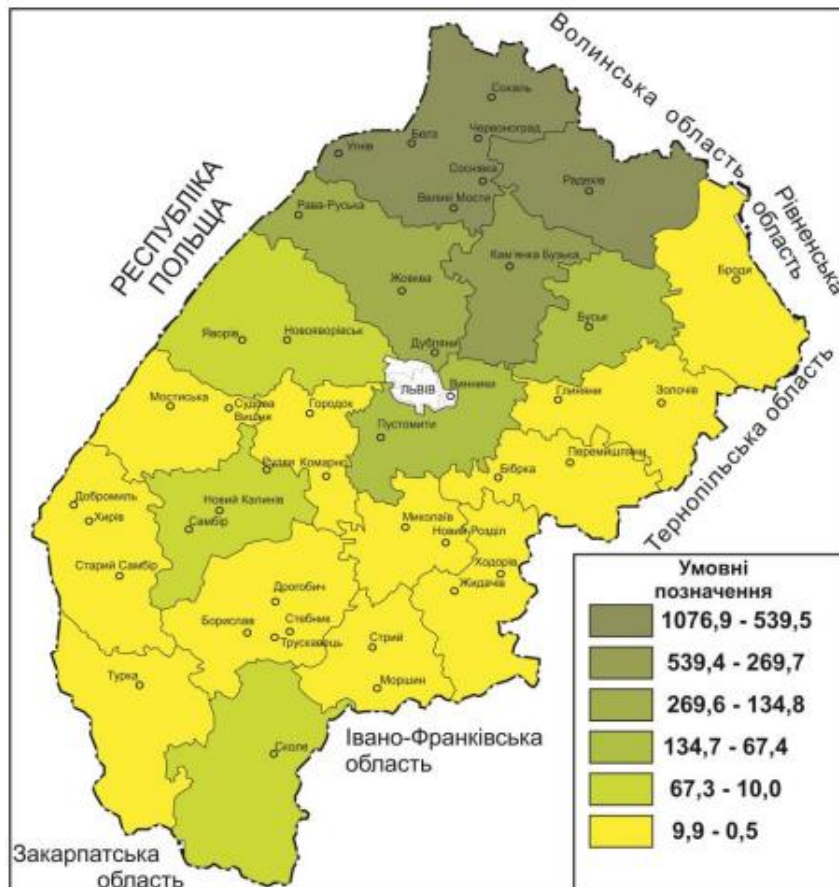 Волинська область
Рівненська
область
РЕСПУБЛІКА
ПОЛЬЩА
Сокаль
Червоноград
Белз
Угнів
Соснівка
Радехів
Великі Мости
Рава-Руська
Кам'янка Бузька
Жовква
Броди
Буськ
Яворів
Новояворівськ
Дубляни
ЛЬВІВ
Винники
Мостиська
Судова
Вишня
Городок
Глиняни
Золочів
Пустомити
Тернопільська область
Рудки
Комарно
Бібрка
Перемишляни
Добромиль
Хирів
Новий Калинів
Самбір
Миколаїв
Новий Розділ
Старий Самбір
Ходорів
Жидачів
Дрогобич
Борислав
Стебник
Трускавець
Стрий
Турка
Моршин
Сколе
Івано-Франківська
область
Закарпатська
область
Умовні
позначення
1076,9 - 539,5
539,4 - 269,7
269,6 - 134,8
134,7 - 67,4
67,3 - 10,0
9,9 - 0,5